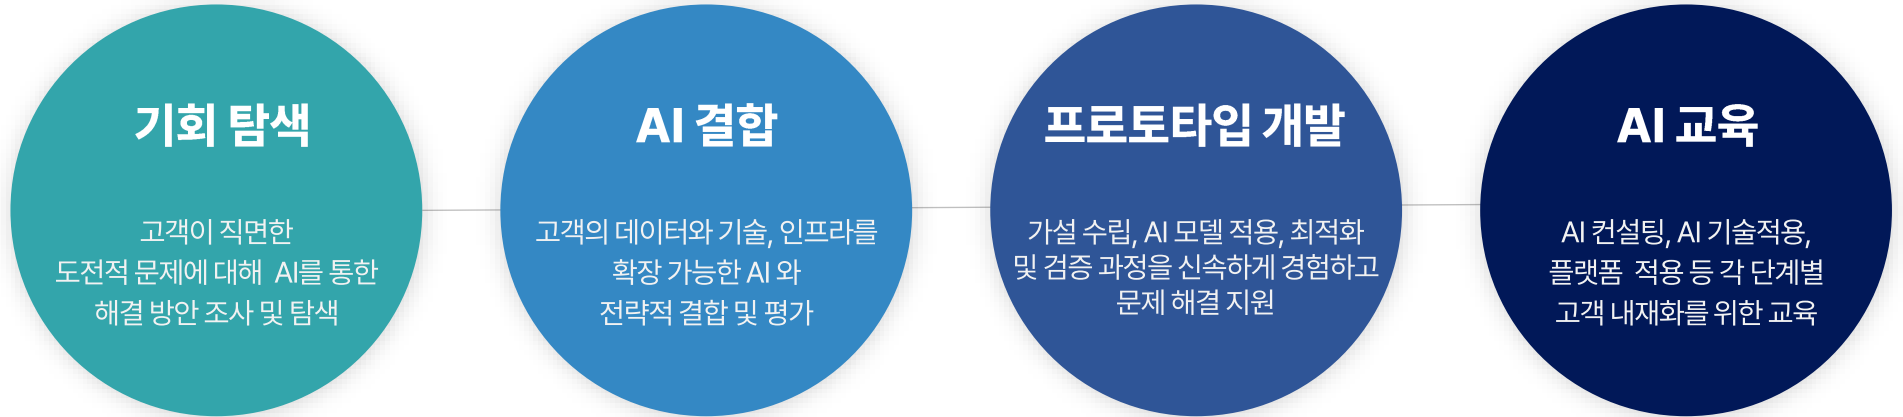 기회 탐색
고객이 직면한
도전적 문제에 대해 AI를 통한
해결 방안 조사 및 탐색
AI 결합
고객의 데이터와 기술, 인프라를
확장 가능한 AI 와
전략적 결합 및 평가
프로토타입 개발
가설 수립, AI 모델 적용, 최적화
및 검증 과정을 신속하게 경험하고
문제 해결 지원
AI 교육
AI 컨설팅, AI 기술적용,
플랫폼 적용 등 각 단계별
고객 내재화를 위한 교육